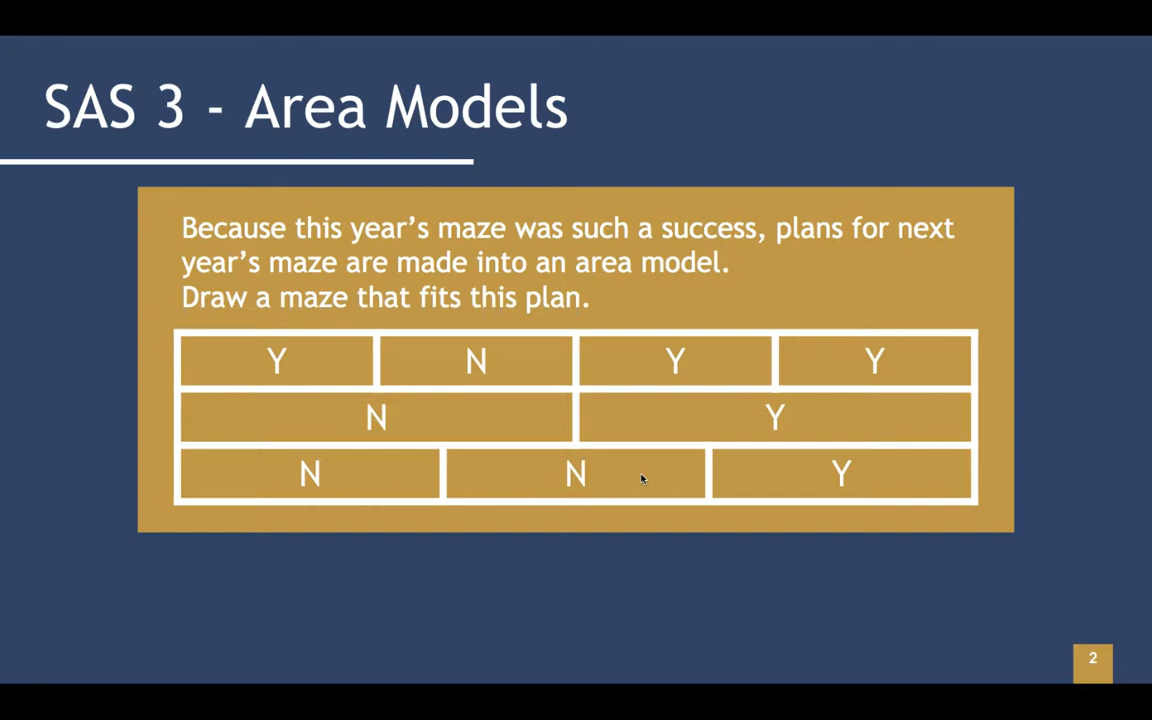 SAS 3 - Area Models
Because this year’s maze was such a success, plans for next
year’s maze are made into an area model.
Draw a maze that fits this plan.
Y N Y Y
N Y
N N Y
2